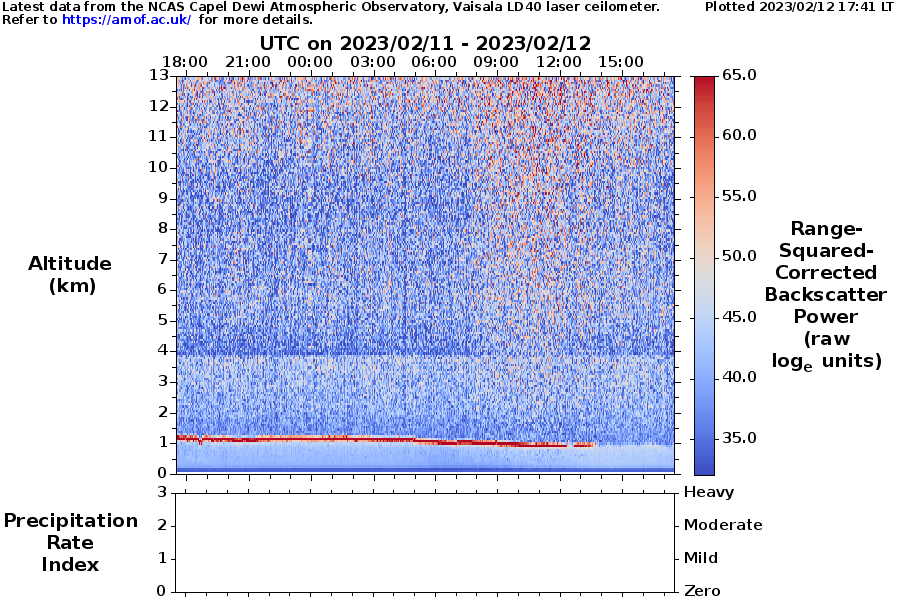 Latest data from the NCAS Capel Dewi Atmospheric Observatory, Vaisala LD40 laser ceilometer. Plotted 2023/02/12 17:41 LT
Refer to https://amof.ac.uk/ for more details.
UTC on 2023/02/11 - 2023/02/12
18:00 21:00 00:00 03:00 06:00 09:00 12:00 15:00
13
12
11
10
9
8
7
6
5
4
3
2
1
0
Altitude
(km)
65.0
60.0
55.0
50.0
45.0
40.0
35.0
Range-
Squared-
Corrected
Backscatter
Power
(raw
loge units)
3
2
1
0
Precipitation
Rate
Index
Heavy
Moderate
Mild
Zero